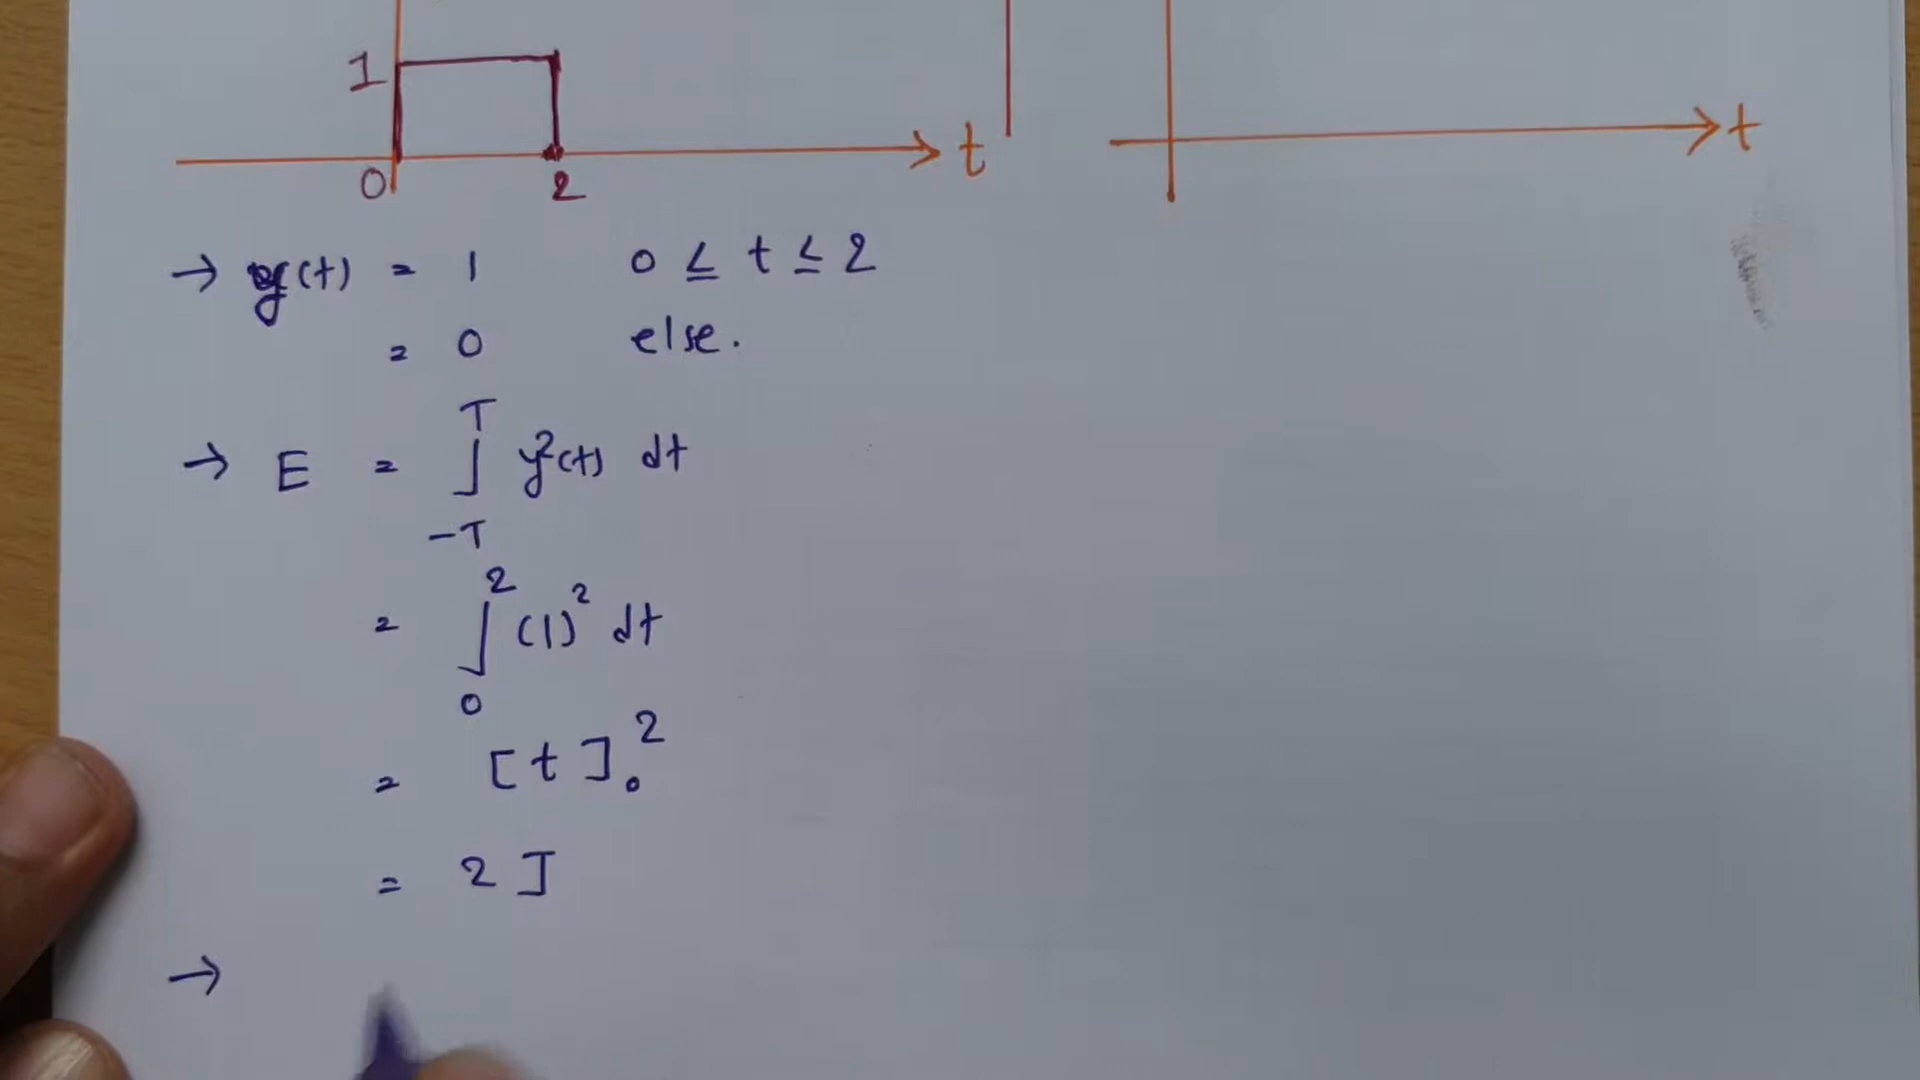 1
t
t
0
2
→ y(t) = 1 0 ≤ t ≤ 2
= 0 else.
→ E = ∫_{-T}^{T} y²(t) dt
= ∫_{0}^{2} (1)² dt
= [t]₀²
= 2 J
→